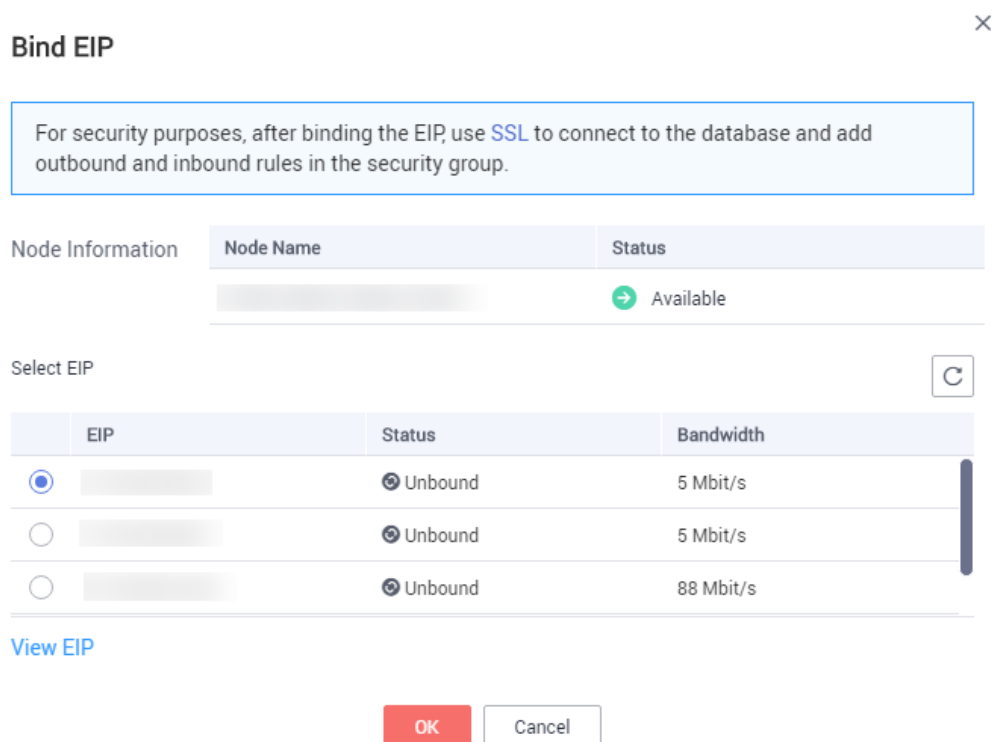 Bind EIP
For security purposes, after binding the EIP, use SSL to connect to the database and add
outbound and inbound rules in the security group.
Node Information
Node Name Status
Available
Select EIP
EIP Status Bandwidth
Unbound 5 Mbit/s
Unbound 5 Mbit/s
Unbound 88 Mbit/s
View EIP
OK Cancel